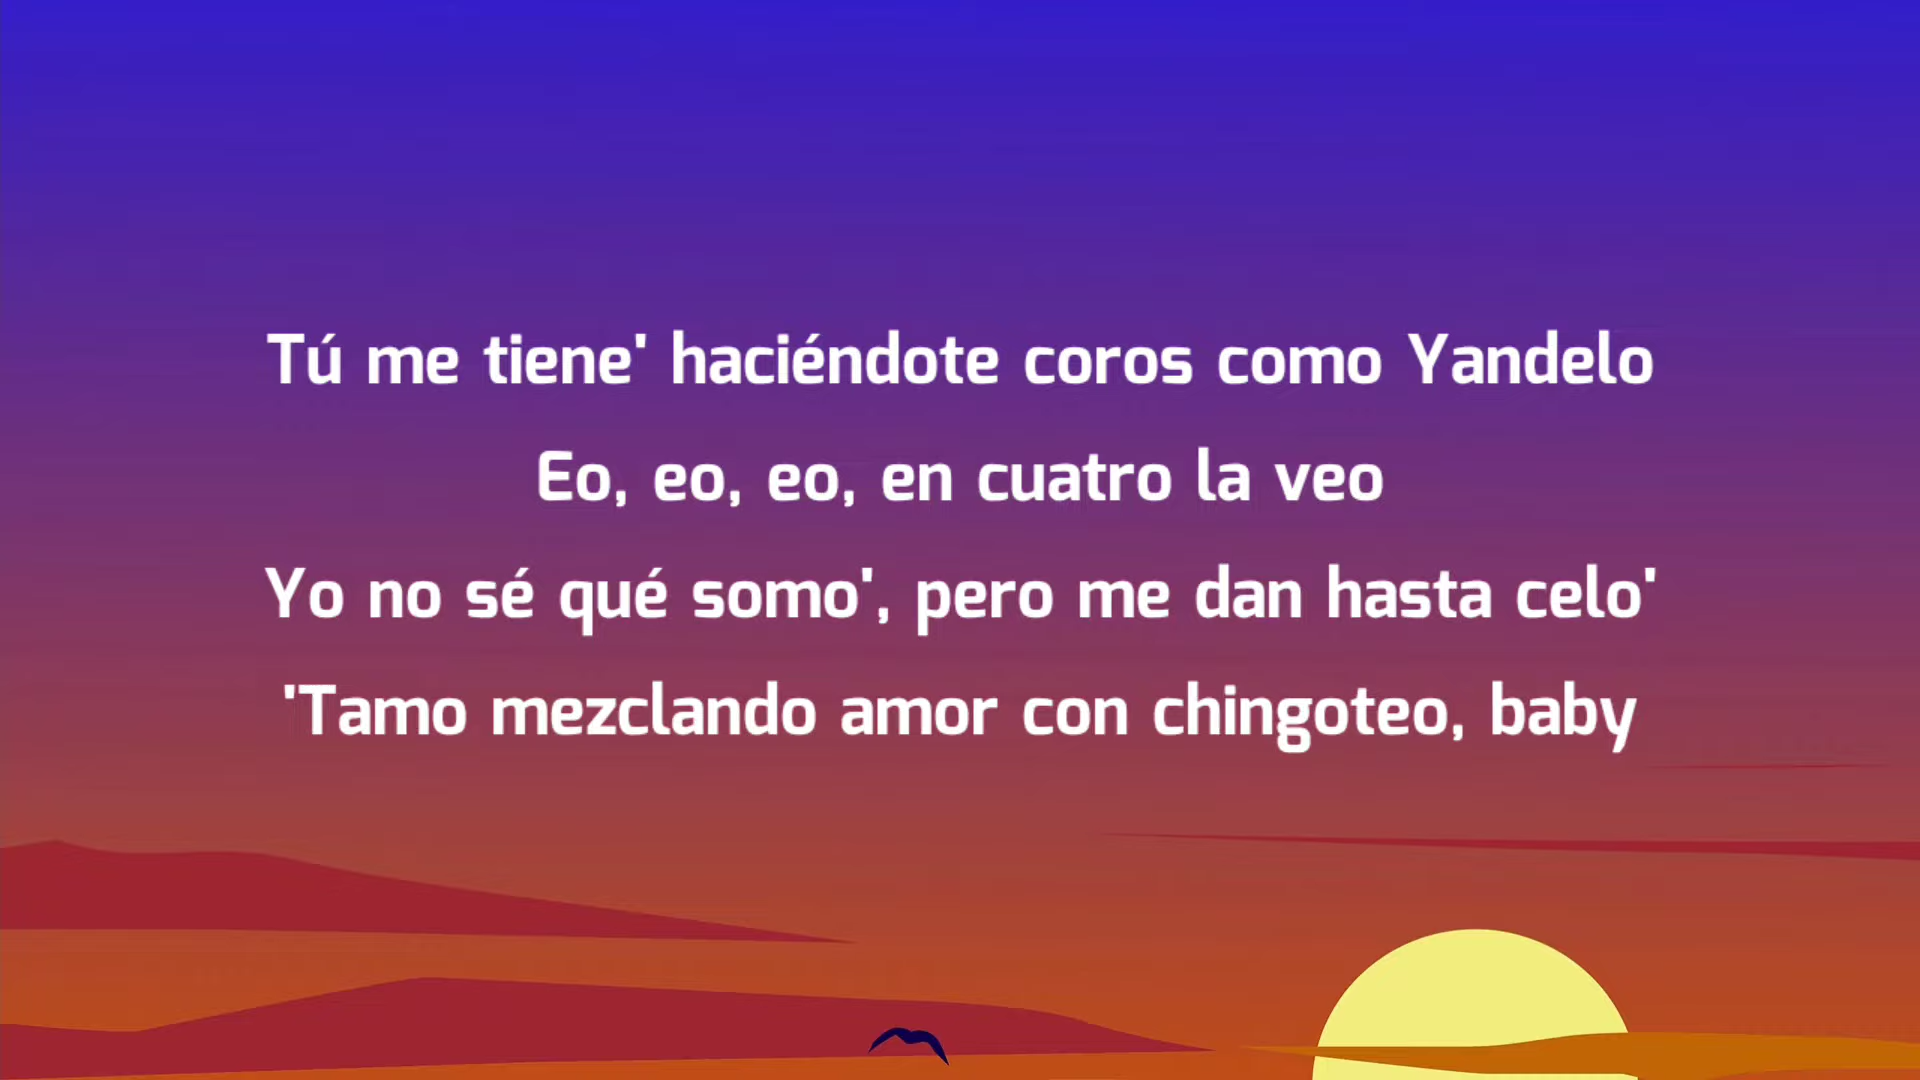 Tú me tiene' haciéndote coros como Yandelo
Eo, eo, eo, en cuatro la veo
Yo no sé qué somo', pero me dan hasta celo'
'Tamo mezclando amor con chingoteo, baby